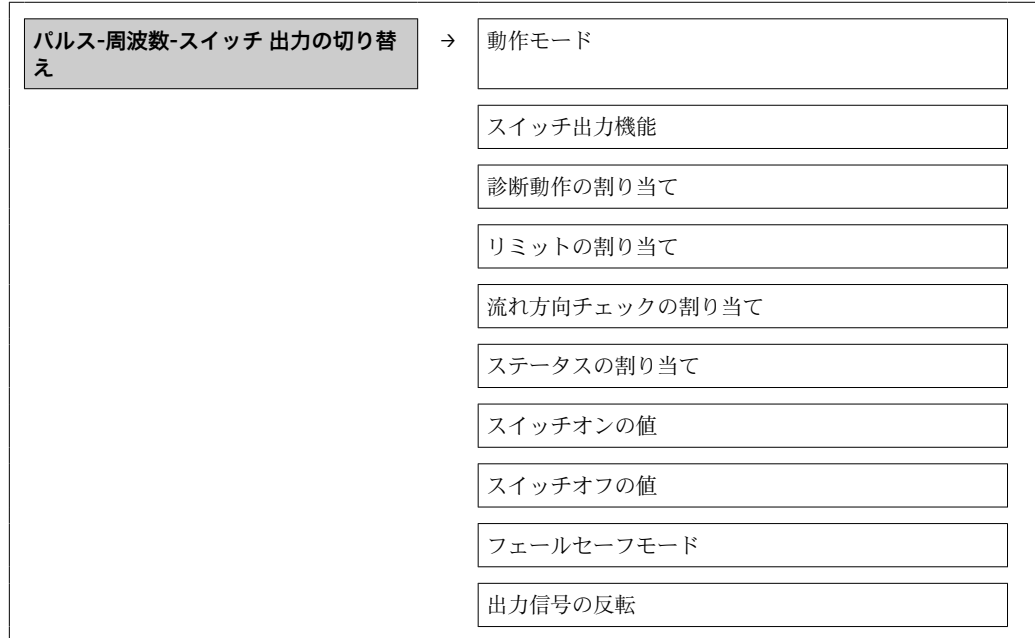 パルス-周波数-スイッチ 出力の切り替
え
→
動作モード
スイッチ出力機能
診断動作の割り当て
リミットの割り当て
流れ方向チェックの割り当て
ステータスの割り当て
スイッチオンの値
スイッチオフの値
フェールセーフモード
出力信号の反転